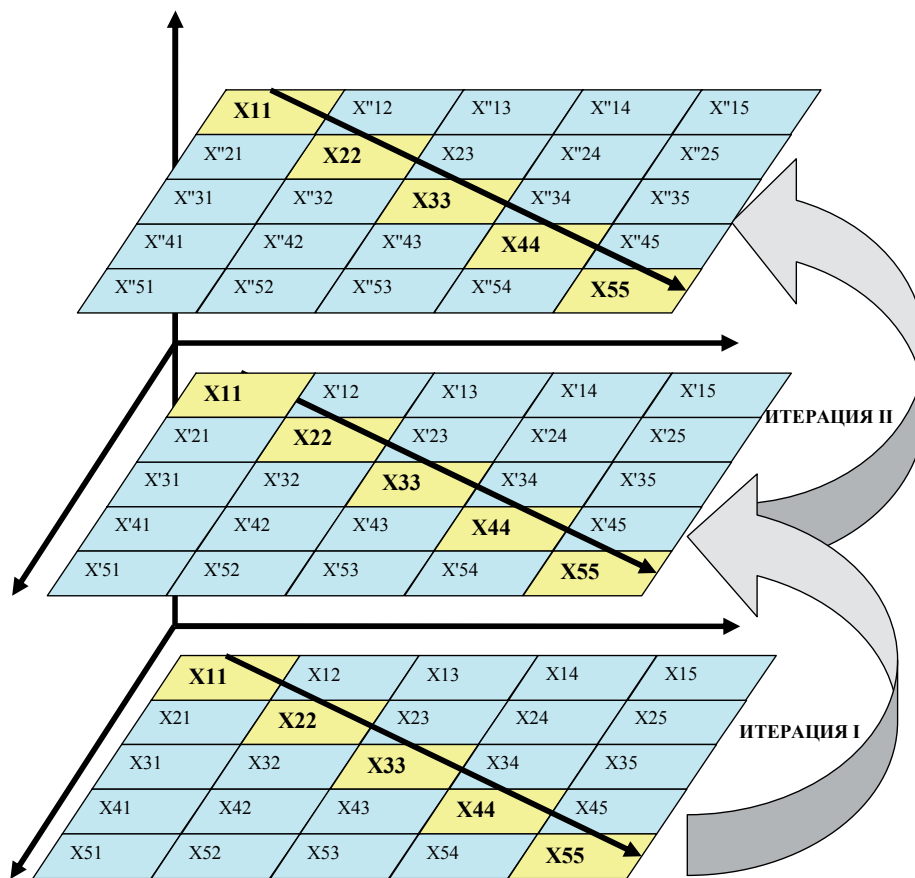 X11 X"12 X"13 X"14 X"15
X"21 X22 X23 X"24 X"25
X"31 X"32 X33 X"34 X"35
X"41 X"42 X"43 X44 X"45
X"51 X"52 X"53 X"54 X55
X11 X'12 X'13 X'14 X'15
ИТЕРАЦИЯ II
X'21 X22 X'23 X'24 X'25
X'31 X'32 X33 X'34 X'35
X'41 X'42 X'43 X44 X'45
X'51 X'52 X'53 X'54 X55
X11 X12 X13 X14 X15
X21 X22 X23 X24 X25
ИТЕРАЦИЯ I
X31 X32 X33 X34 X35
X41 X42 X43 X44 X45
X51 X52 X53 X54 X55